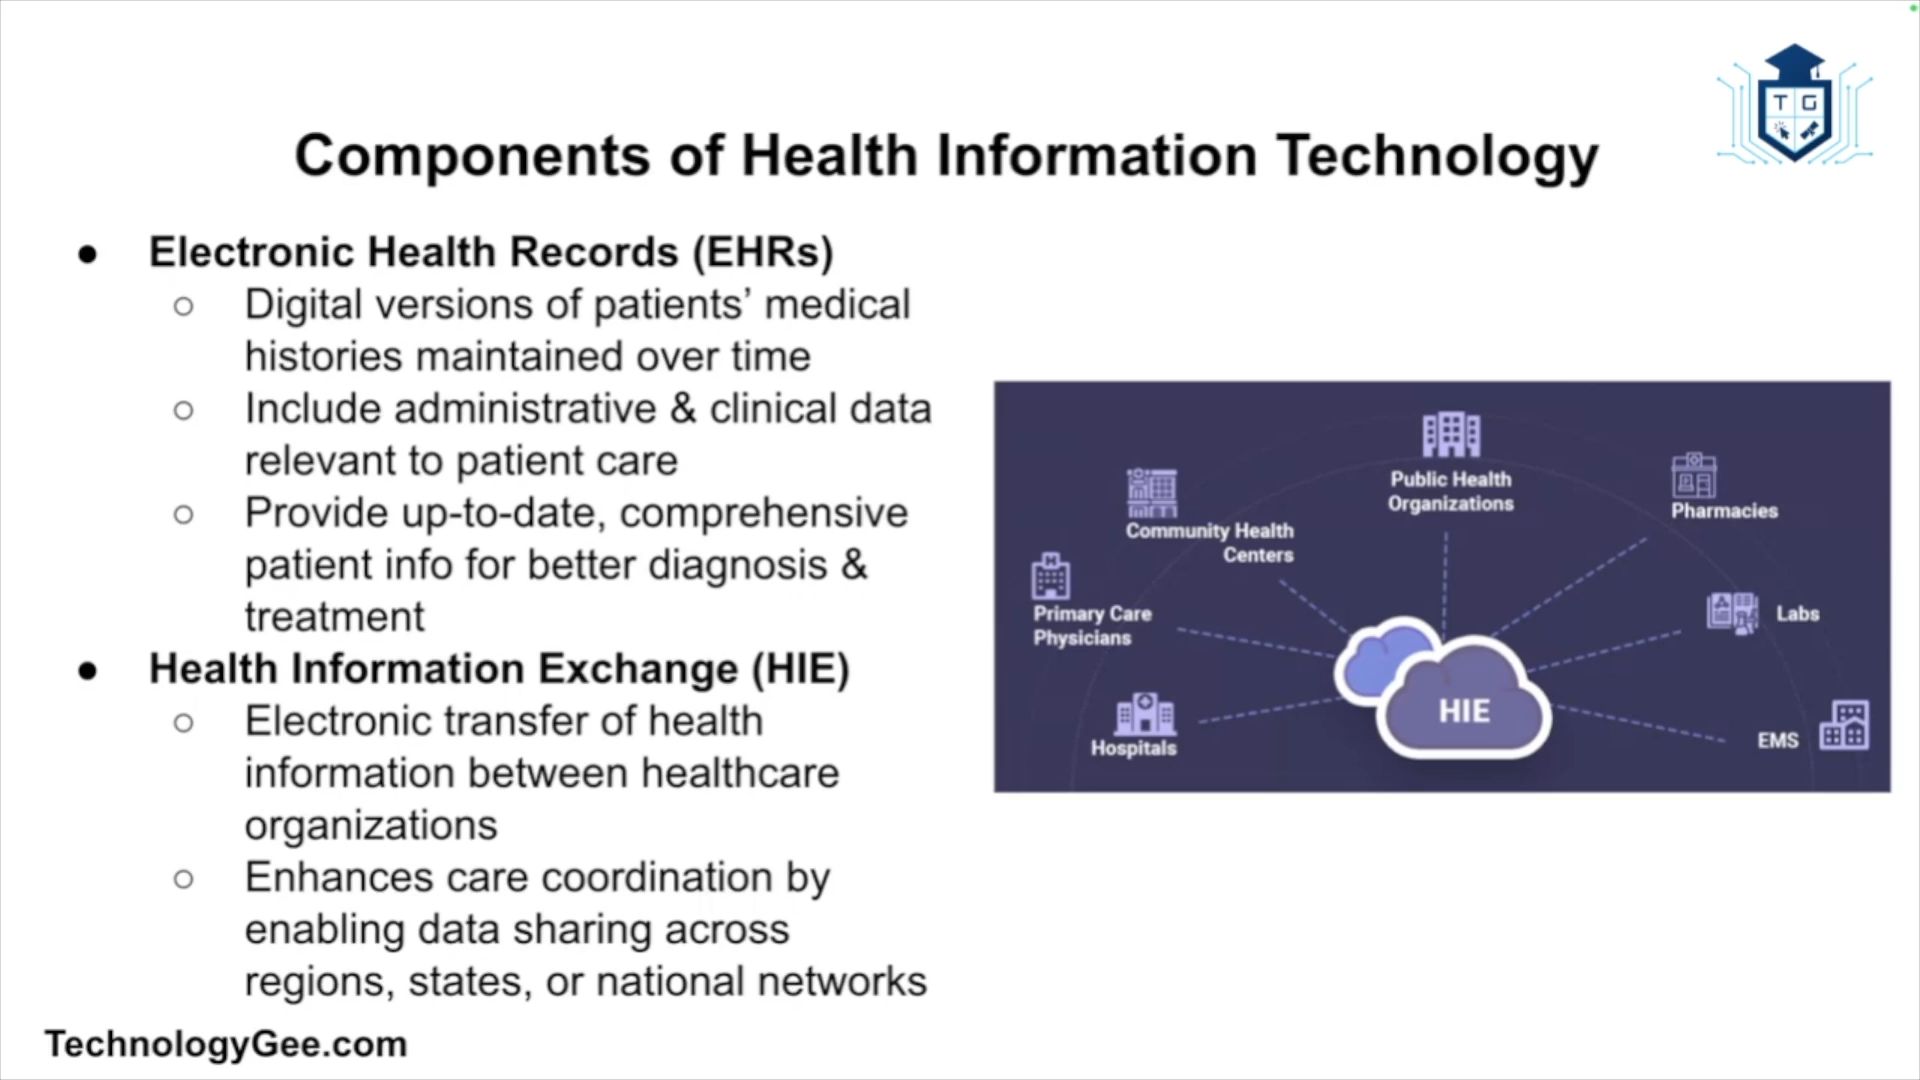 T G
Components of Health Information Technology
● Electronic Health Records (EHRs)
○ Digital versions of patients’ medical
histories maintained over time
○ Include administrative & clinical data
relevant to patient care
○ Provide up-to-date, comprehensive
patient info for better diagnosis &
treatment
● Health Information Exchange (HIE)
○ Electronic transfer of health
information between healthcare
organizations
○ Enhances care coordination by
enabling data sharing across
regions, states, or national networks
Public Health
Organizations
Community Health
Centers
Pharmacies
Primary Care
Physicians
Labs
HIE
Hospitals
EMS
TechnologyGee.com